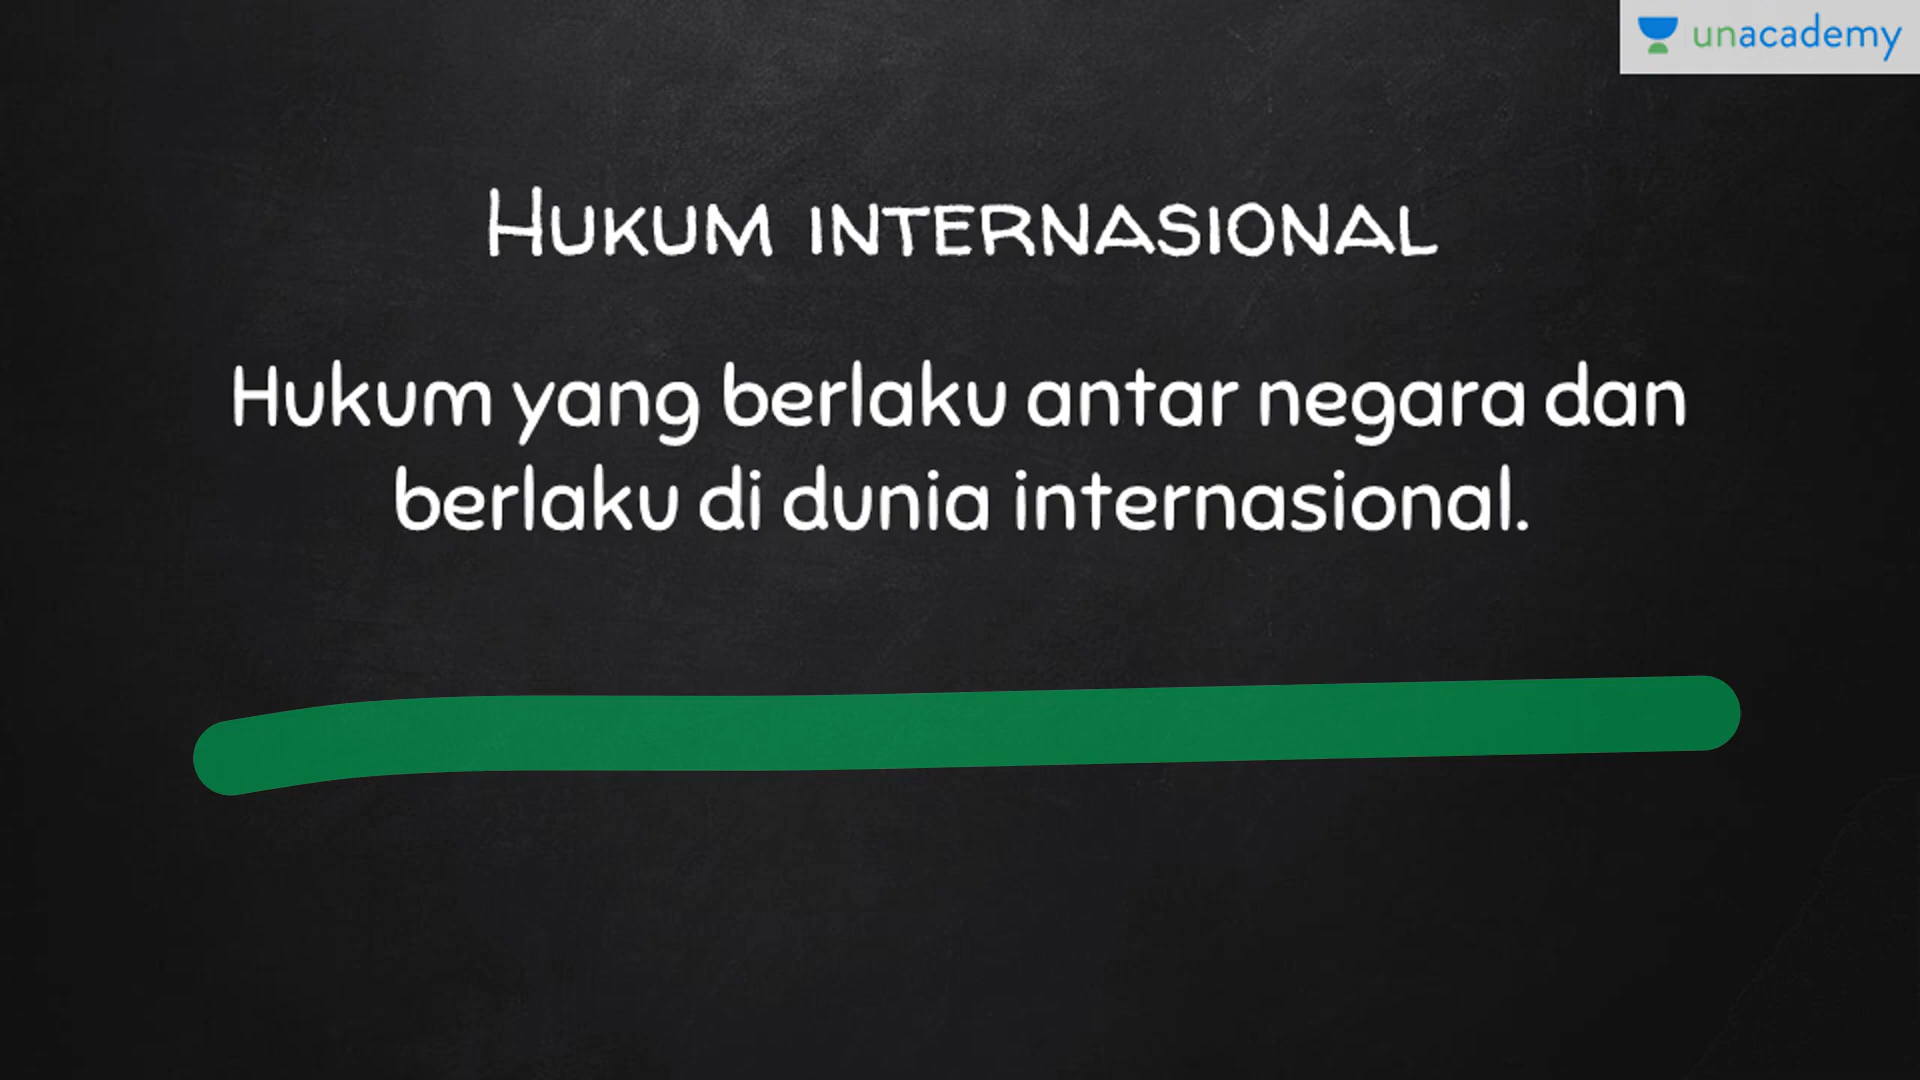 unacademy
Hukum internasional
Hukum yang berlaku antar negara dan
berlaku di dunia internasional.